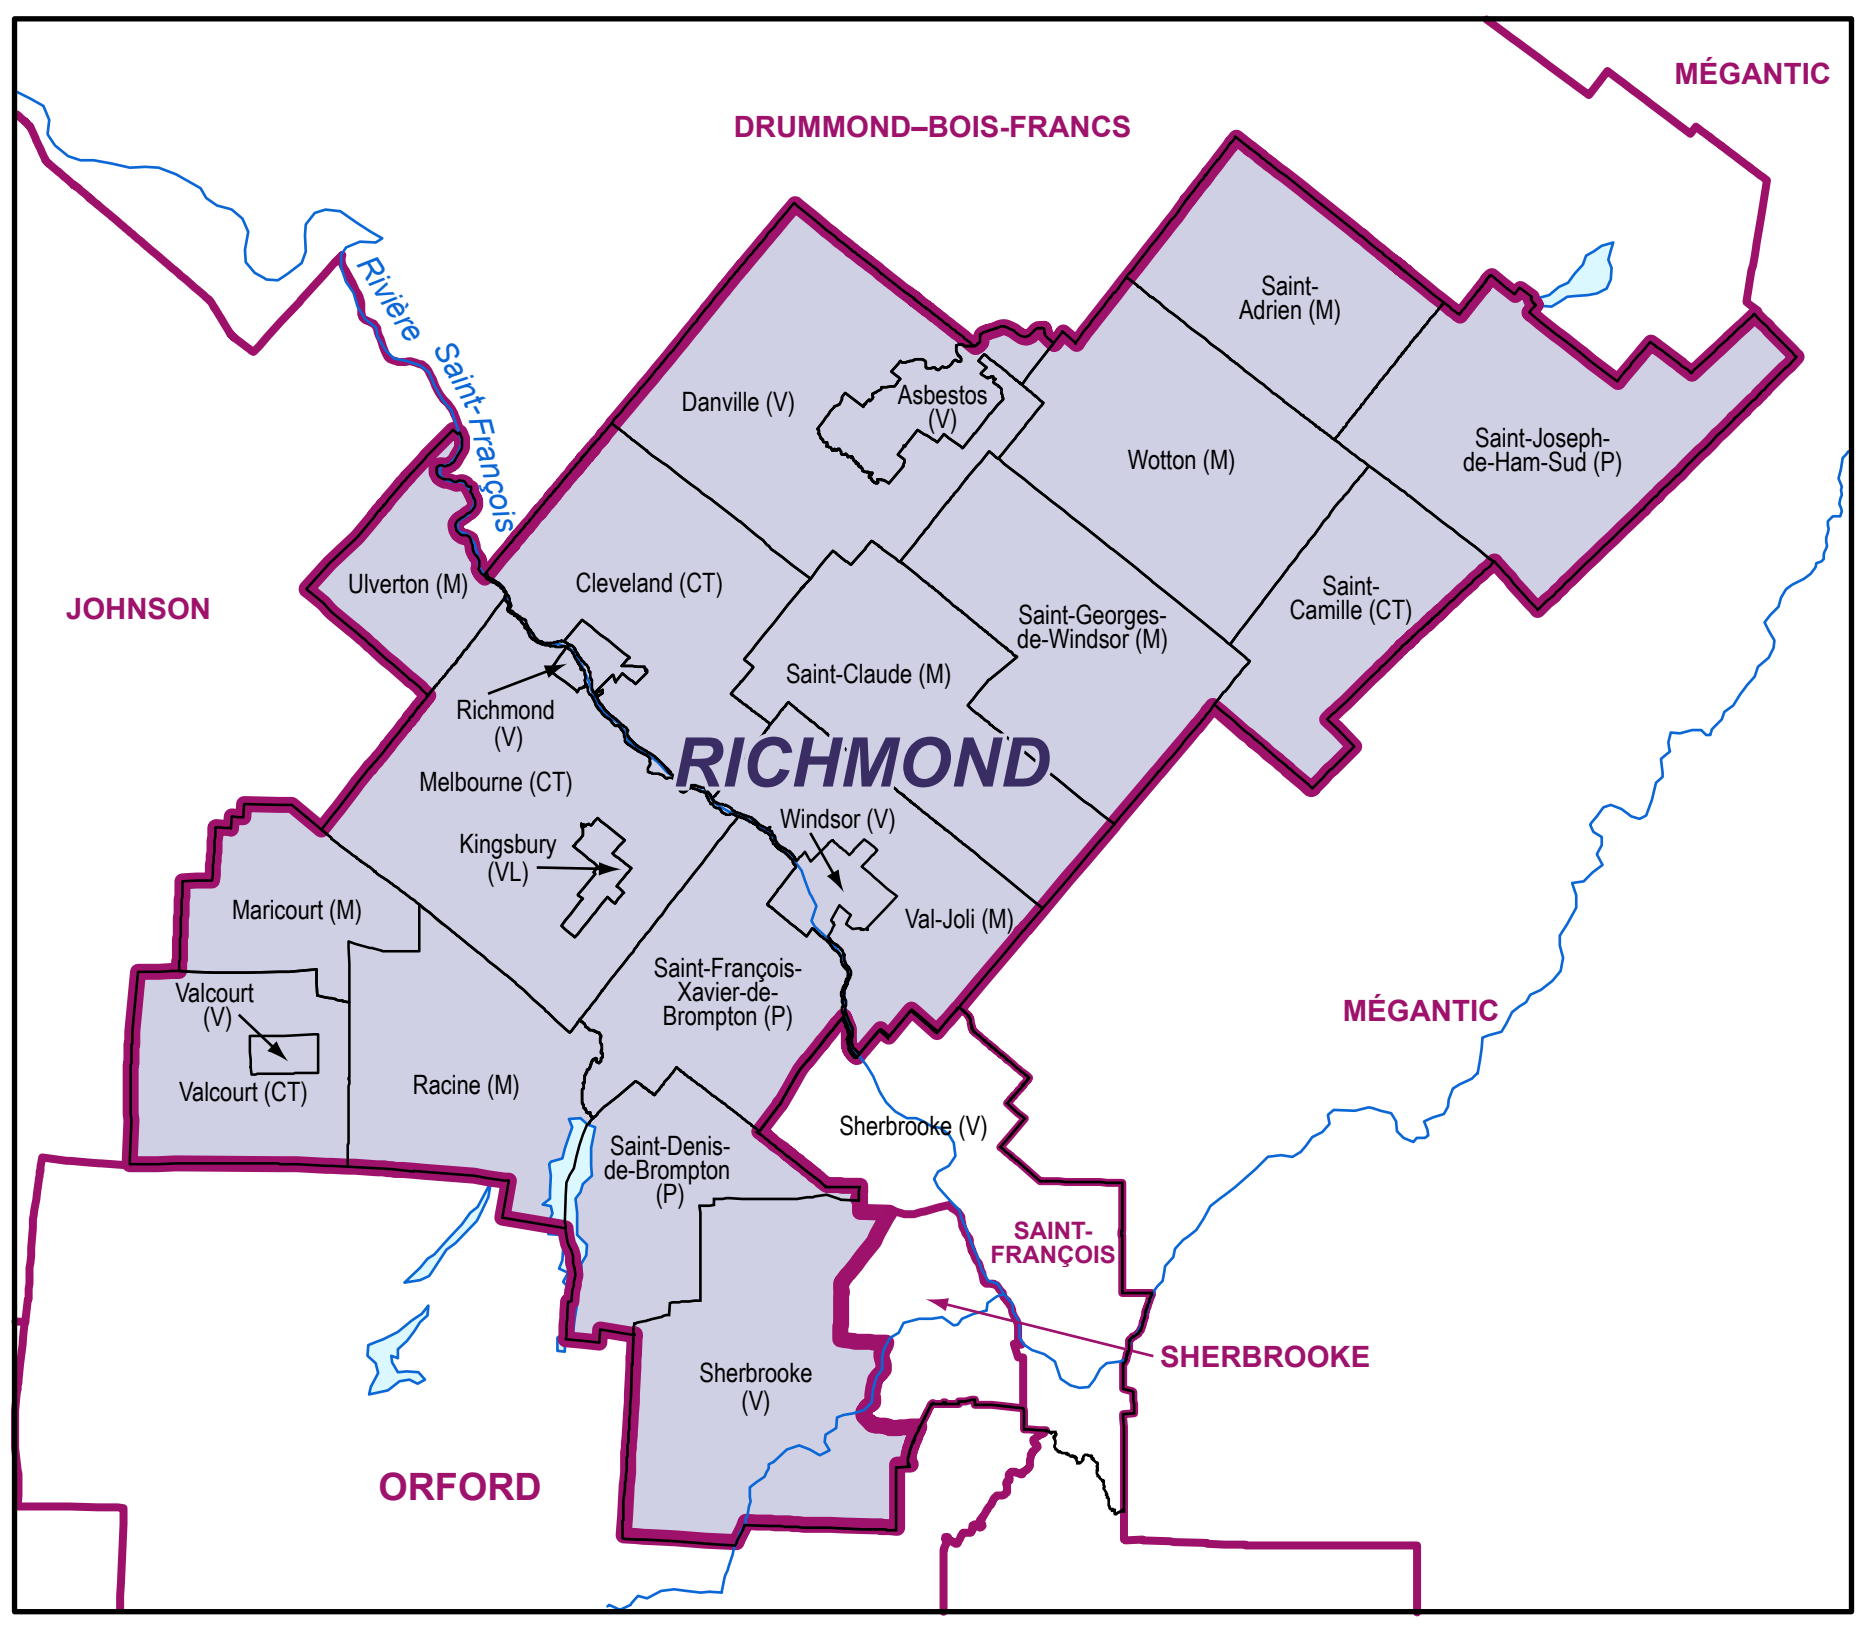 MÉGANTIC
DRUMMOND–BOIS-FRANCS
Rivière
Saint-François
Saint-
Adrien (M)
Danville (V)
Asbestos
(V)
Wotton (M)
Saint-Joseph-
de-Ham-Sud (P)
JOHNSON
Ulverton (M)
Cleveland (CT)
Saint-
Camille (CT)
Saint-Georges-
de-Windsor (M)
Saint-Claude (M)
Richmond
(V)
RICHMOND
Melbourne (CT)
Windsor (V)
Kingsbury
(VL)
Maricourt (M)
Val-Joli (M)
Saint-François-
Xavier-de-
Brompton (P)
Valcourt
(V)
MÉGANTIC
Valcourt (CT)
Racine (M)
Sherbrooke (V)
Saint-Denis-
de-Brompton
(P)
SAINT-
FRANÇOIS
SHERBROOKE
Sherbrooke
(V)
ORFORD